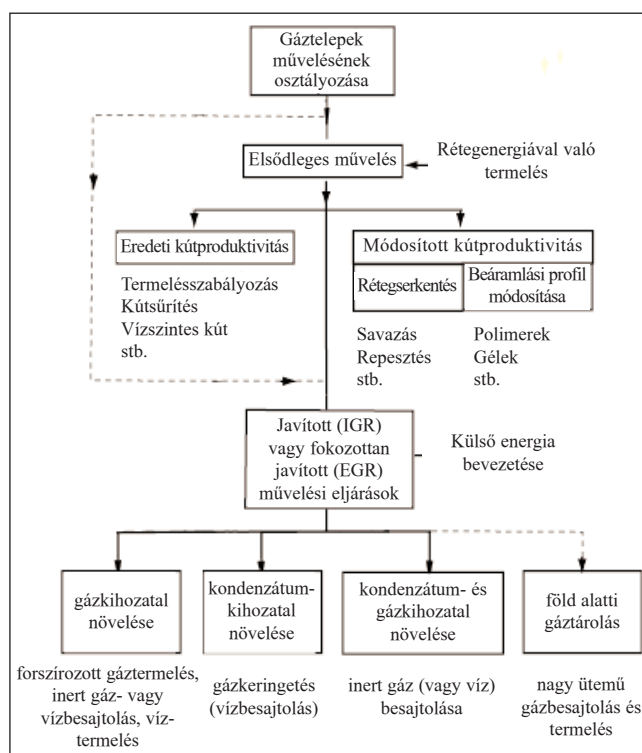 Gáztelepek
művelésének
osztályozása
Elsődleges művelés
Rétegenergiával való
termelés
Eredeti kútproduktivitás
Termelésszabályozás
Kútsűrítés
Vízszintes kút
stb.
Módosított kútproduktivitás
Rétegserkentés
Beáramlási profil
módosítása
Savazás
Repesztés
stb.
Polimerek
Gélek
stb.
Javított (IGR)
vagy fokozottan
javított (EGR)
művelési eljárások
Külső energia
bevezetése
gázkihozatal
növelése
forszírozott gáztermelés,
inert gáz- vagy
vízbesajtolás, víz-
termelés
kondenzátum-
kihozatal
növelése
gázkeringetés
(vízbesajtolás)
kondenzátum- és
gázkihozatal
növelése
inert gáz (vagy víz)
besajtolása
föld alatti
gáztárolás
nagy ütemű
gázbesajtolás és
termelés